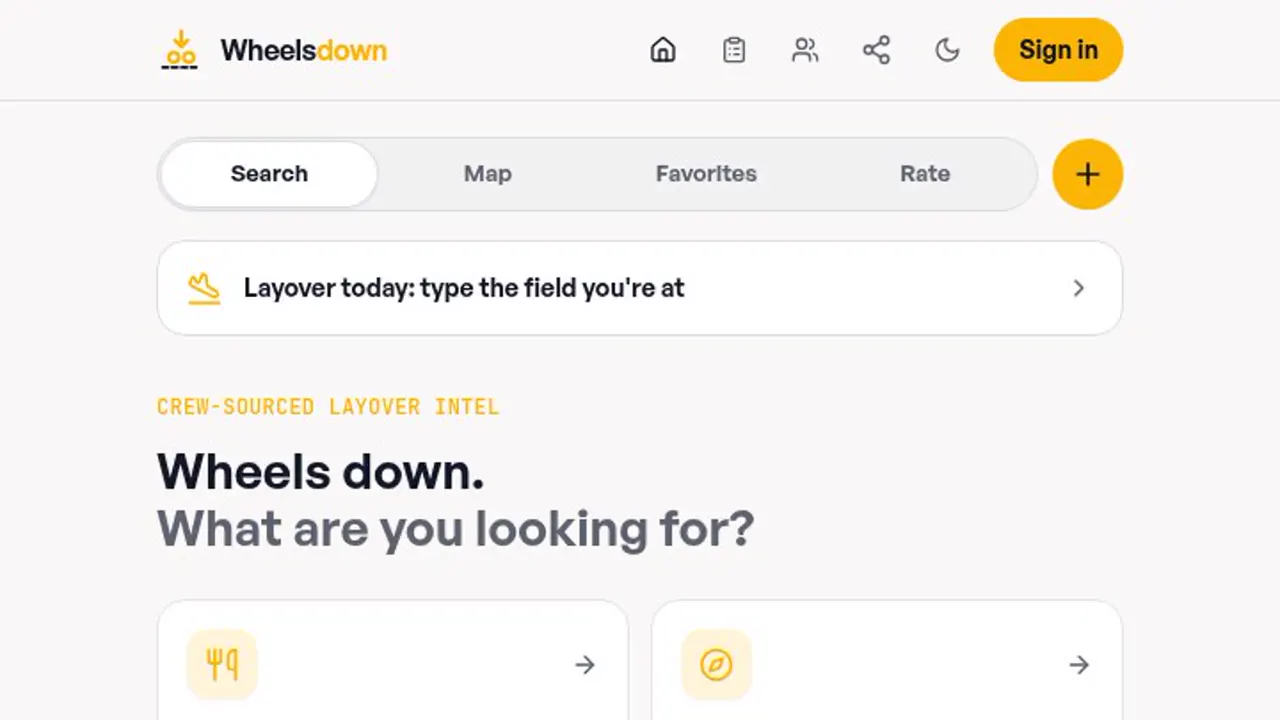 Wheelsdown
Sign in
Search
Map
Favorites
Rate
Layover today: type the field you're at
CREW-SOURCED LAYOVER INTEL
Wheels down.
What are you looking for?